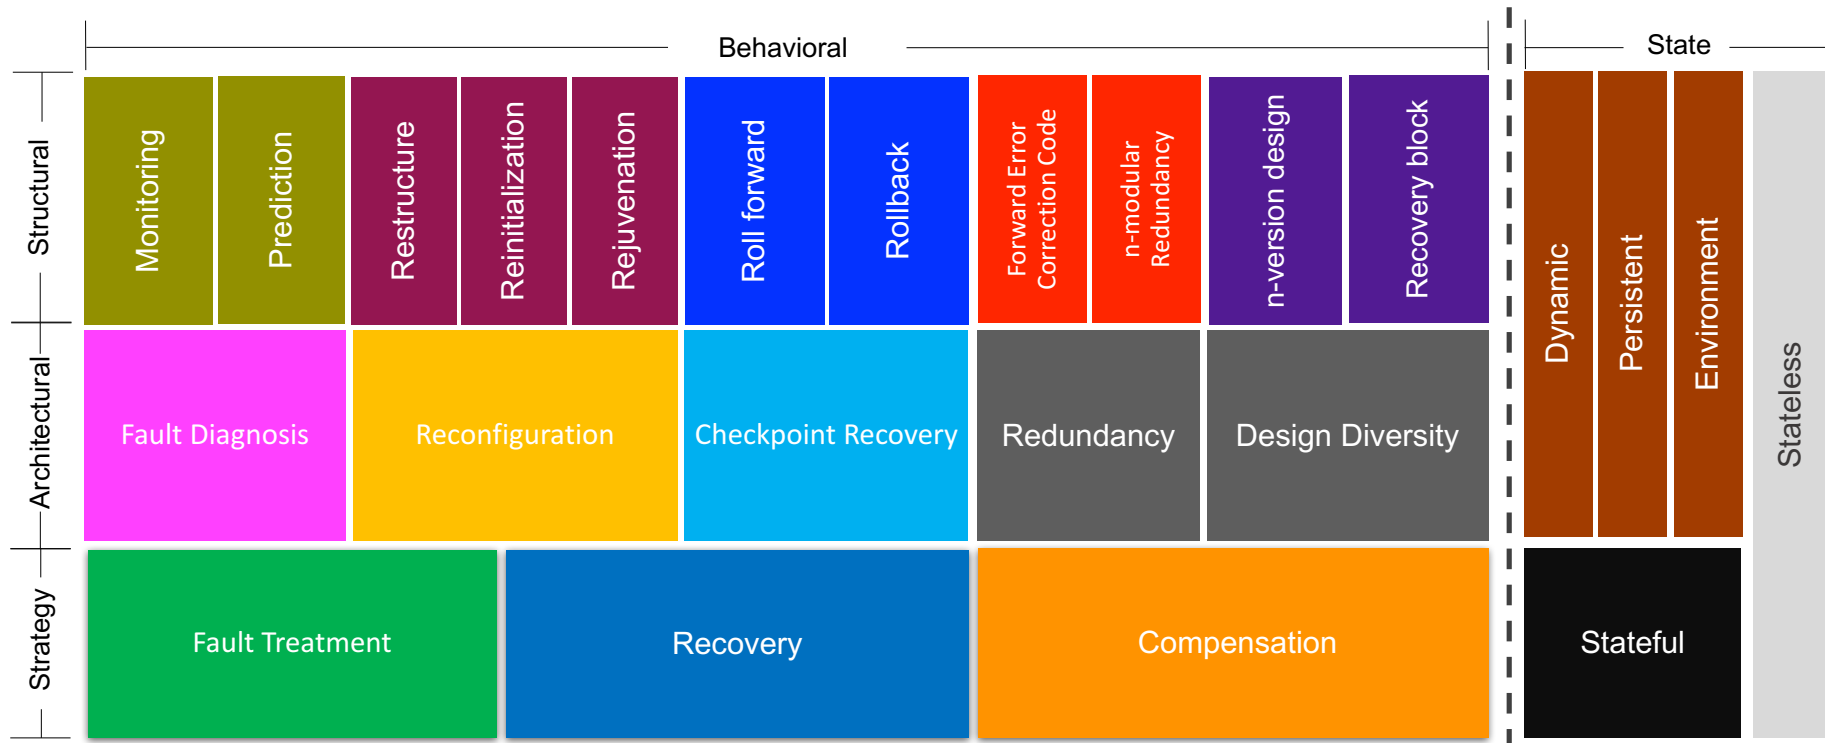 Behavioral
State
Structural
Monitoring
Prediction
Restructure
Reinitialization
Rejuvenation
Roll forward
Rollback
Forward Error
Correction Code
n-modular
Redundancy
n-version design
Recovery block
Dynamic
Persistent
Environment
Stateless
Architectural
Fault Diagnosis
Reconfiguration
Checkpoint Recovery
Redundancy
Design Diversity
Strategy
Fault Treatment
Recovery
Compensation
Stateful